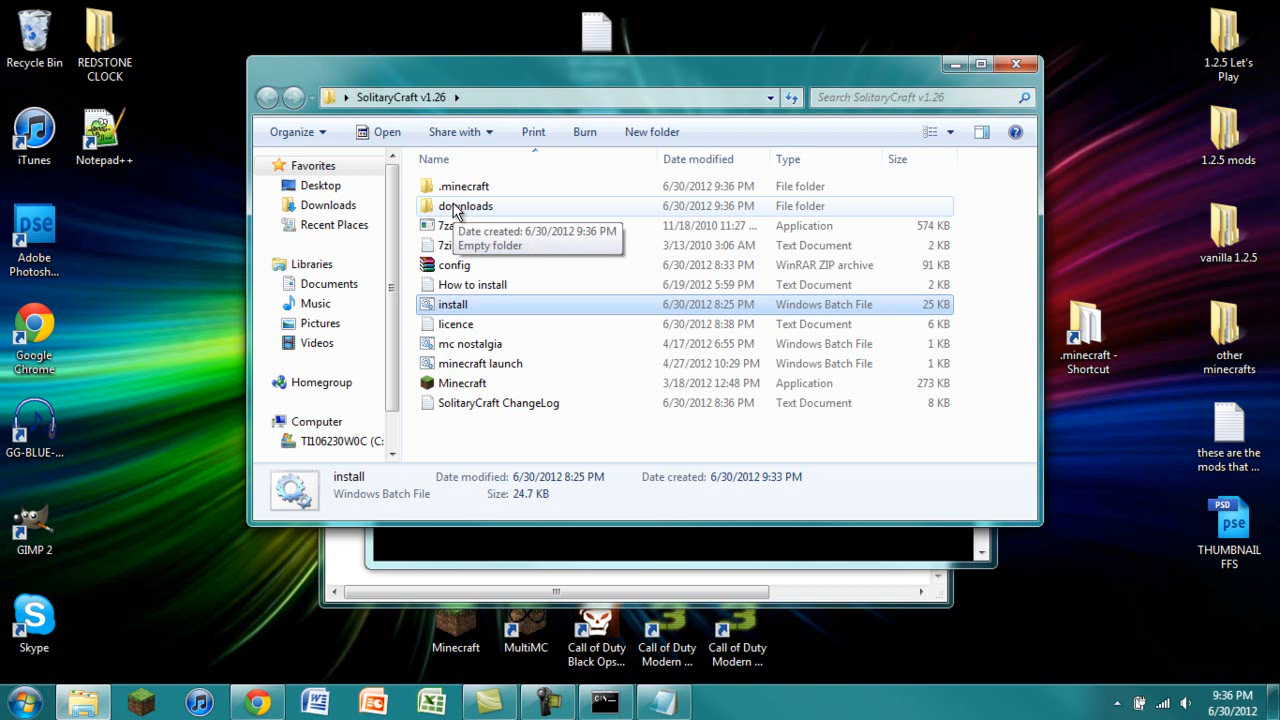 Recycle Bin
REDSTONE
CLOCK
iTunes
Notepad++
Adobe
Photosh...
Google
Chrome
GG-BLUE-...
GIMP 2
Skype
SolitaryCraft v1.26
Search SolitaryCraft v1.26
Organize
Open
Share with
Print
Burn
New folder
Favorites
Desktop
Downloads
Recent Places
Libraries
Documents
Music
Pictures
Videos
Homegroup
Computer
TI106230W0C (C:
Name Date modified Type Size
.minecraft 6/30/2012 9:36 PM File folder
downloads 6/30/2012 9:36 PM File folder
7za 11/18/2010 11:27 ... Application 574 KB
7zi 3/13/2010 3:06 AM Text Document 2 KB
Date created: 6/30/2012 9:36 PM
Empty folder
config 6/30/2012 8:33 PM WinRAR ZIP archive 91 KB
How to install 6/19/2012 5:59 PM Text Document 2 KB
install 6/30/2012 8:25 PM Windows Batch File 25 KB
licence 6/30/2012 8:38 PM Text Document 6 KB
mc nostalgia 4/17/2012 6:55 PM Windows Batch File 1 KB
minecraft launch 4/27/2012 10:29 PM Windows Batch File 1 KB
Minecraft 3/18/2012 12:48 PM Application 273 KB
SolitaryCraft ChangeLog 6/30/2012 8:36 PM Text Document 8 KB
install Date modified: 6/30/2012 8:25 PM Date created: 6/30/2012 9:33 PM
Windows Batch File Size: 24.7 KB
Minecraft
MultiMC
Call of Duty
Black Ops...
Call of Duty
Modern ...
Call of Duty
Modern ...
.minecraft -
Shortcut
1.2.5 Let's
Play
1.2.5 mods
vanilla 1.2.5
other
minecrafts
these are the
mods that ...
PSD
pse
THUMBNAIL
FFS
pse
C:\_
9:36 PM
6/30/2012